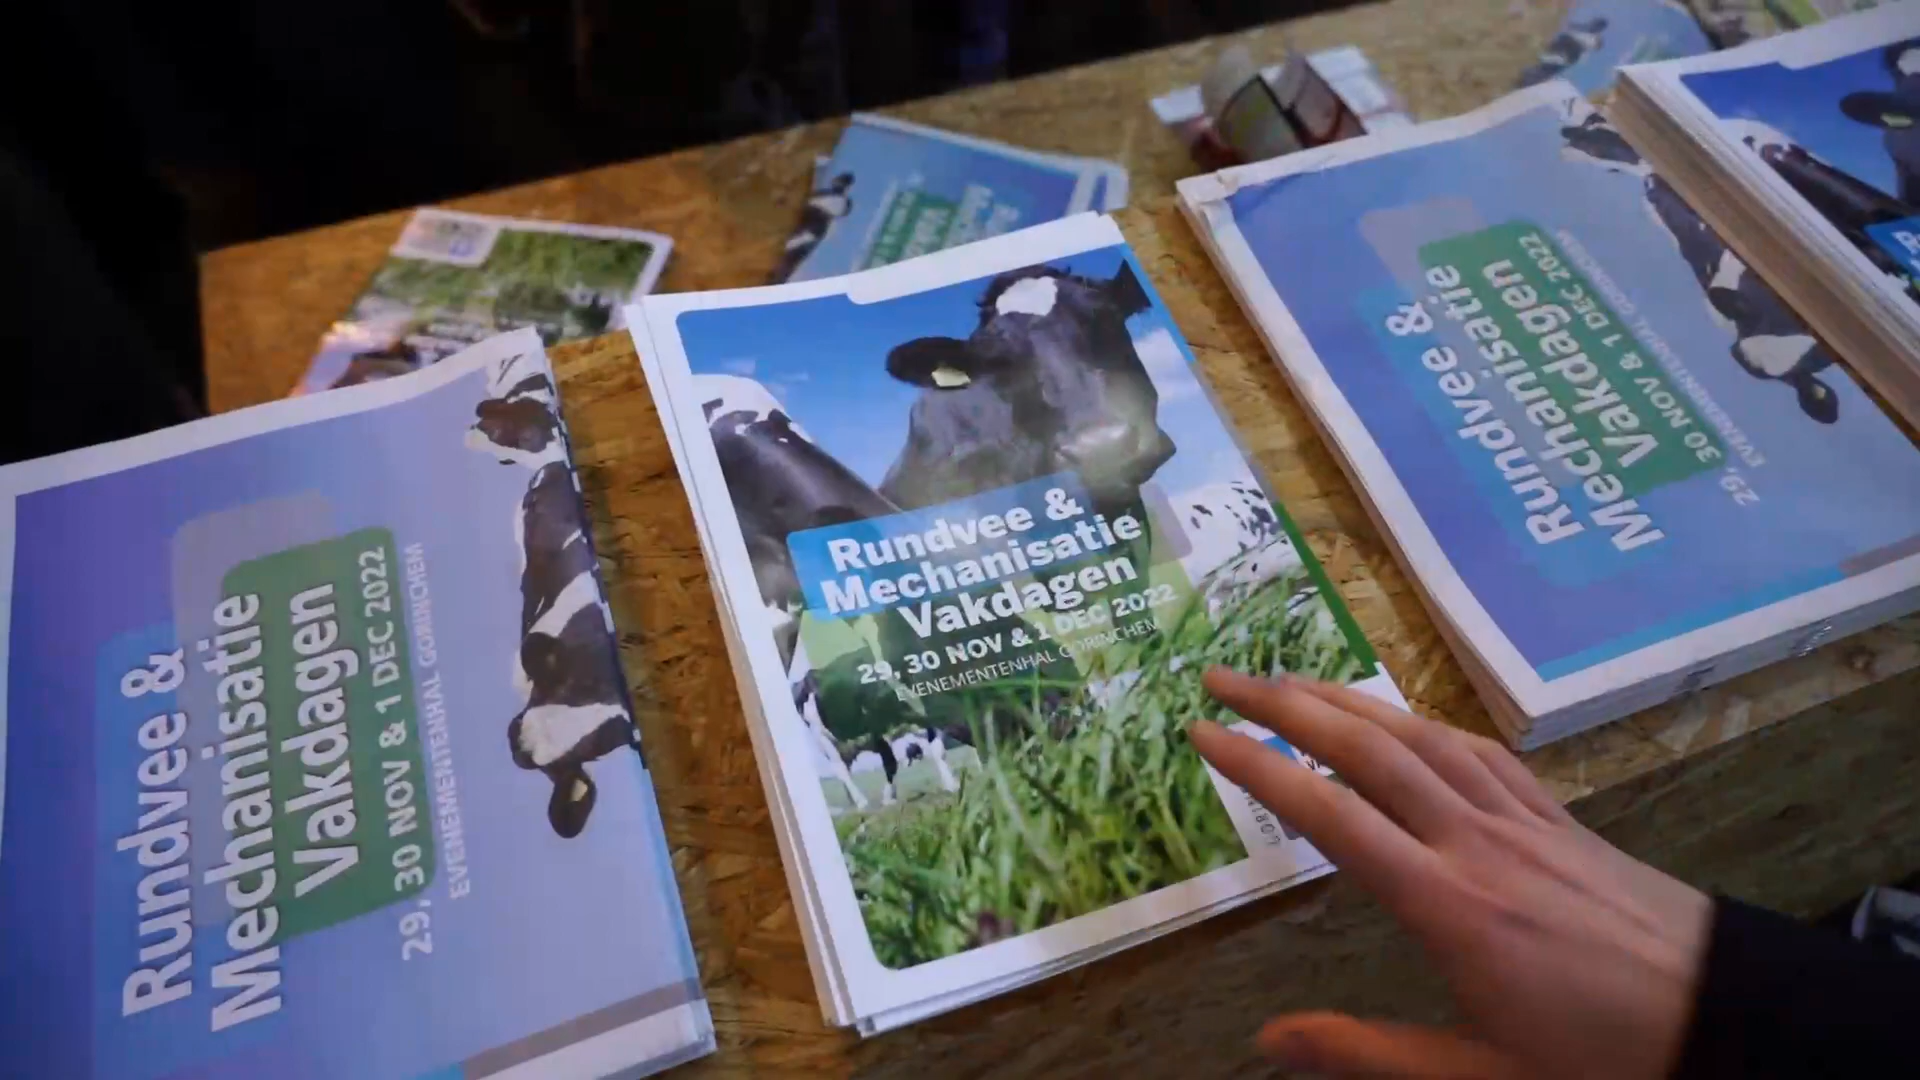 Rundvee &
Mechanisatie
Vakdagen
29, 30 NOV & 1 DEC 2022
EVENEMENTENHAL GORINCHEM
Rundvee &
Mechanisatie
Vakdagen
29, 30 NOV & 1 DEC 2022
EVENEMENTENHAL GORINCHEM
Rundvee &
Mechanisatie
Vakdagen
29, 30 NOV & 1 DEC 2022
EVENEMENTENHAL GORINCHEM